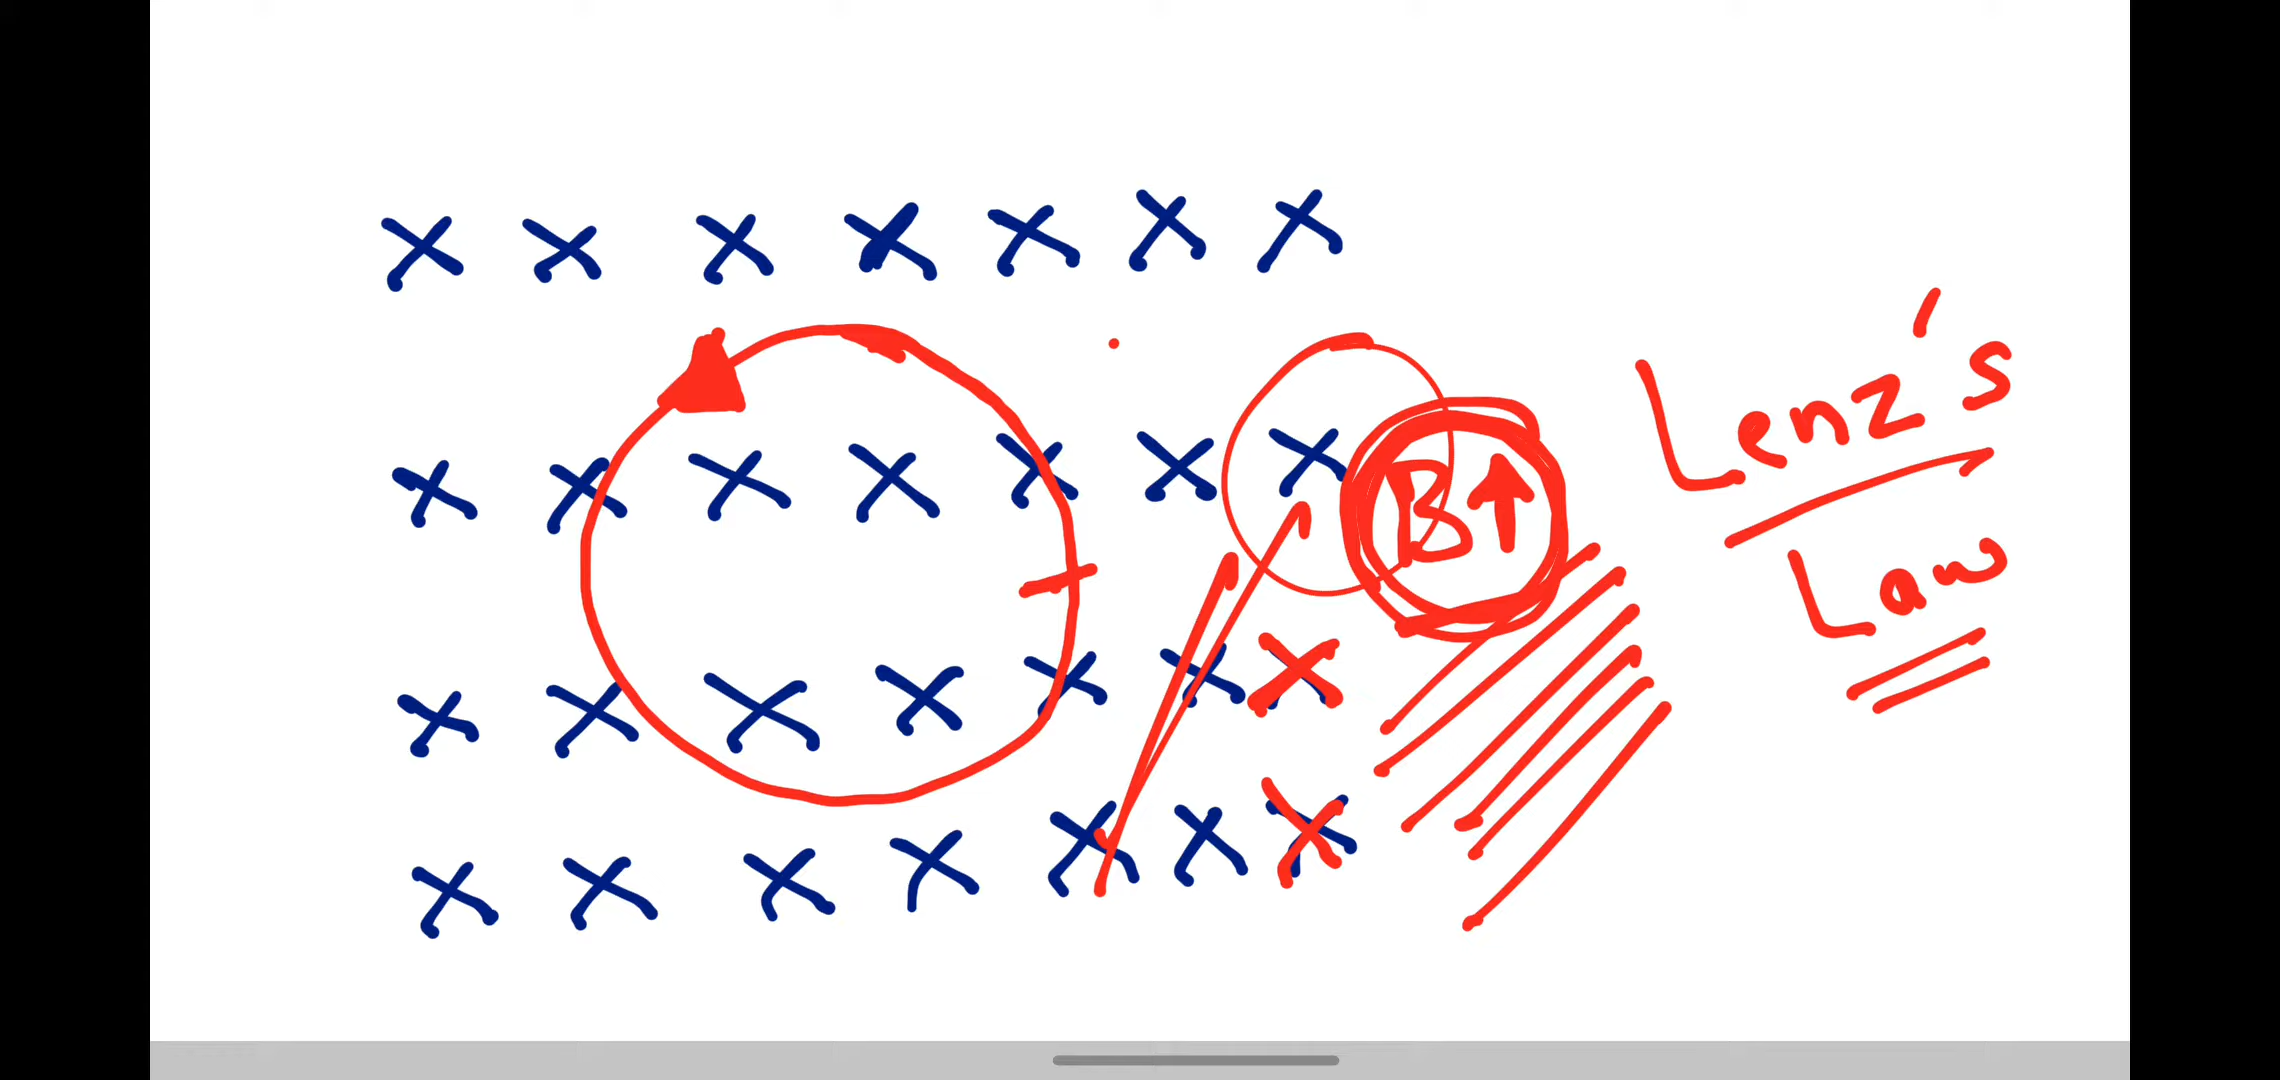 × × × × × × ×
× × × × × × ×
B↑
× × × × × × ×
× × × × × × ×
Lenz's
Law